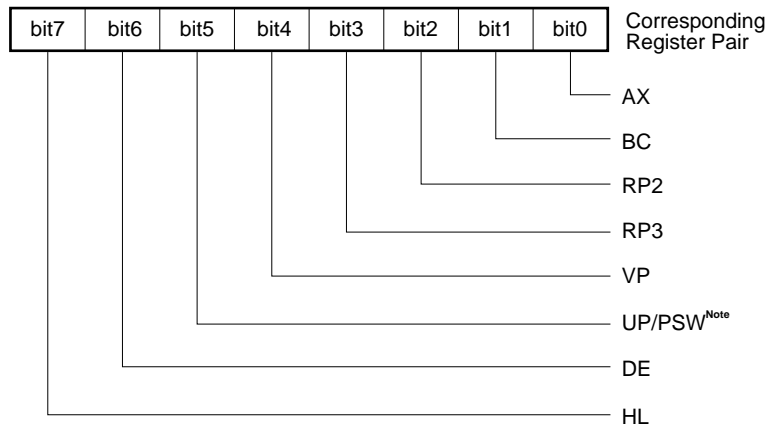 bit7 bit6 bit5 bit4 bit3 bit2 bit1 bit0
Corresponding
Register Pair
AX
BC
RP2
RP3
VP
UP/PSWNote
DE
HL